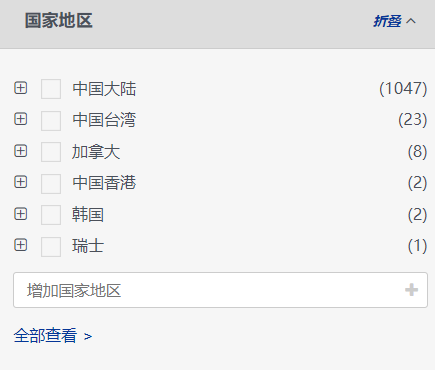 国家地区 折叠
中国大陆 (1047)
中国台湾 (23)
加拿大 (8)
中国香港 (2)
韩国 (2)
瑞士 (1)
增加国家地区 +
全部查看 >